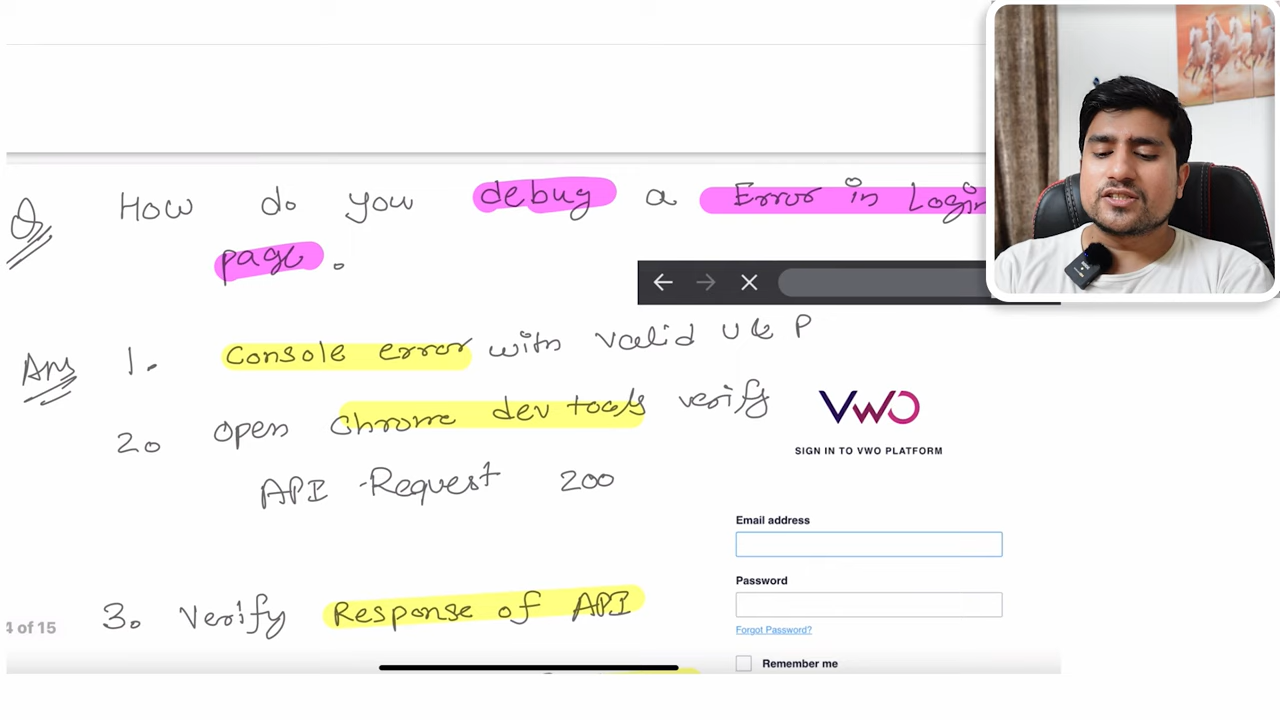 Q How do you debug a Error in Login
page.
Ans 1. Console error with valid U & P
2. open Chrome dev tools verify
API - Request 200
3. Verify Response of API
4 of 15
VWO
SIGN IN TO VWO PLATFORM
Email address
Password
Forgot Password?
Remember me